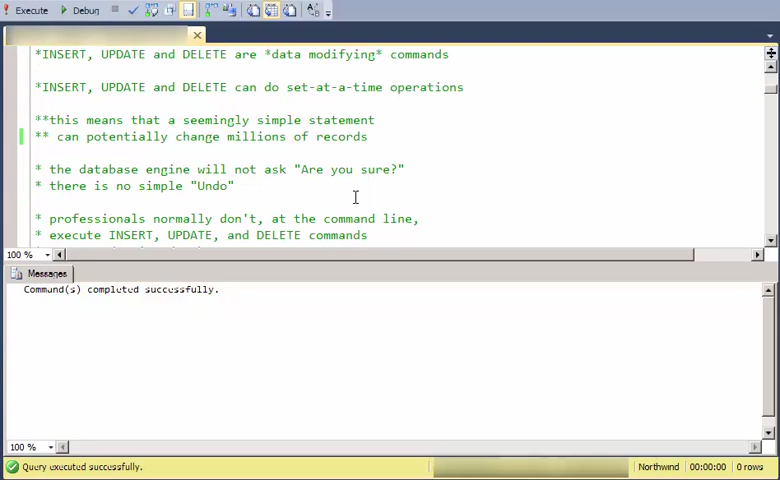 Execute Debug
*INSERT, UPDATE and DELETE are *data modifying* commands
*INSERT, UPDATE and DELETE can do set-at-a-time operations
**this means that a seemingly simple statement
** can potentially change millions of records
* the database engine will not ask "Are you sure?"
* there is no simple "Undo"
* professionals normally don't, at the command line,
* execute INSERT, UPDATE, and DELETE commands
100 %
Messages
Command(s) completed successfully.
100 %
Query executed successfully. Northwind 00:00:00 0 rows